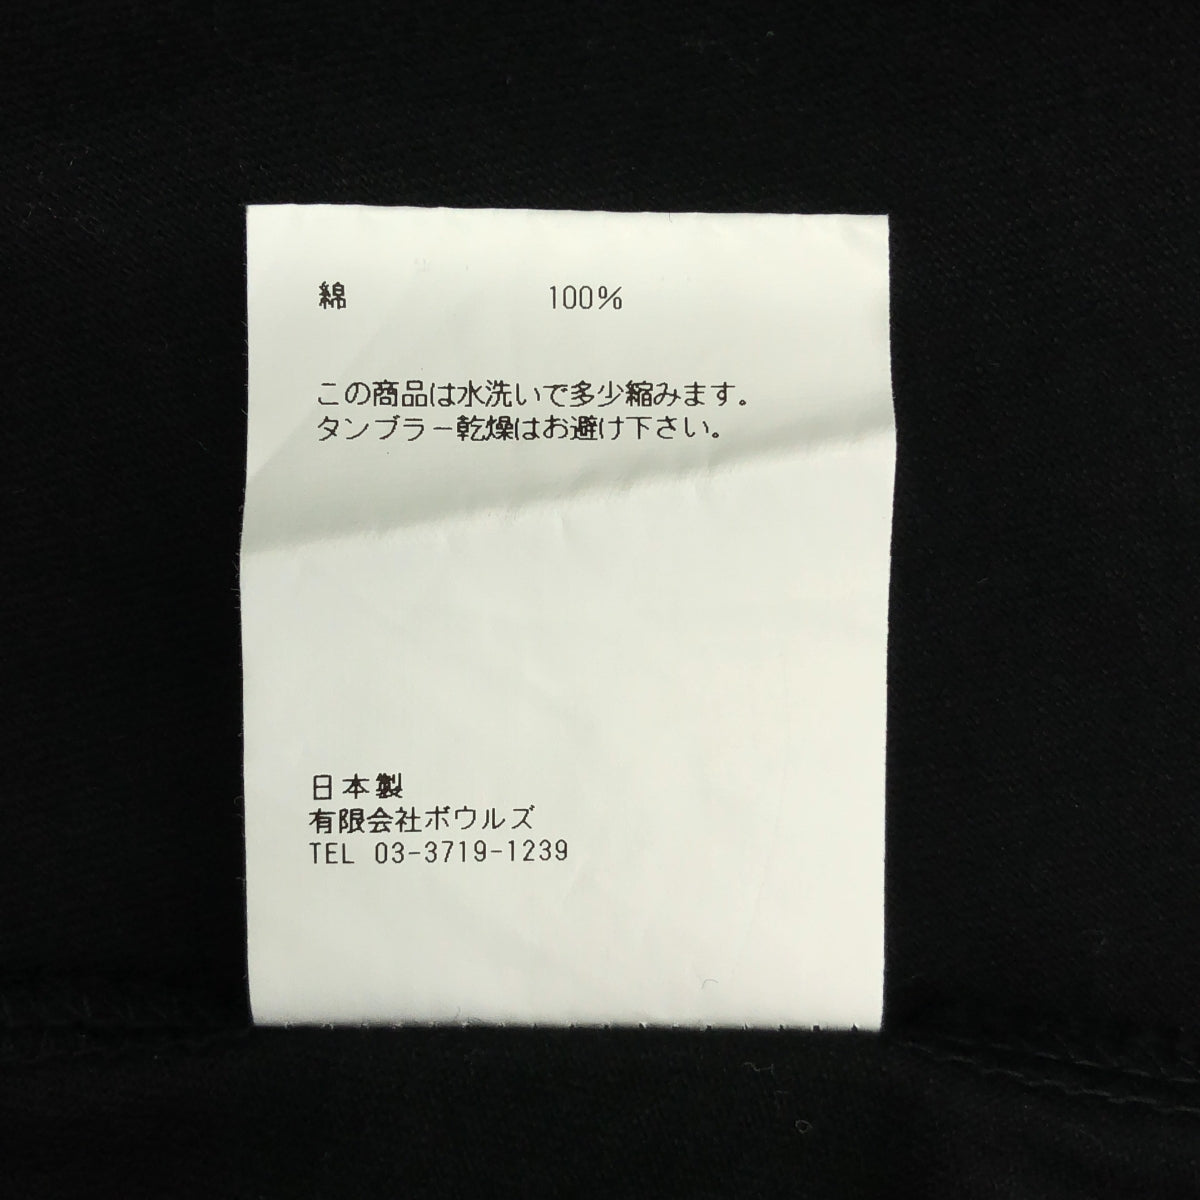 綿 100%
この商品は水洗いで多少縮みます。
タンブラー乾燥はお避け下さい。
日本製
有限会社ボウルズ
TEL 03-3719-1239